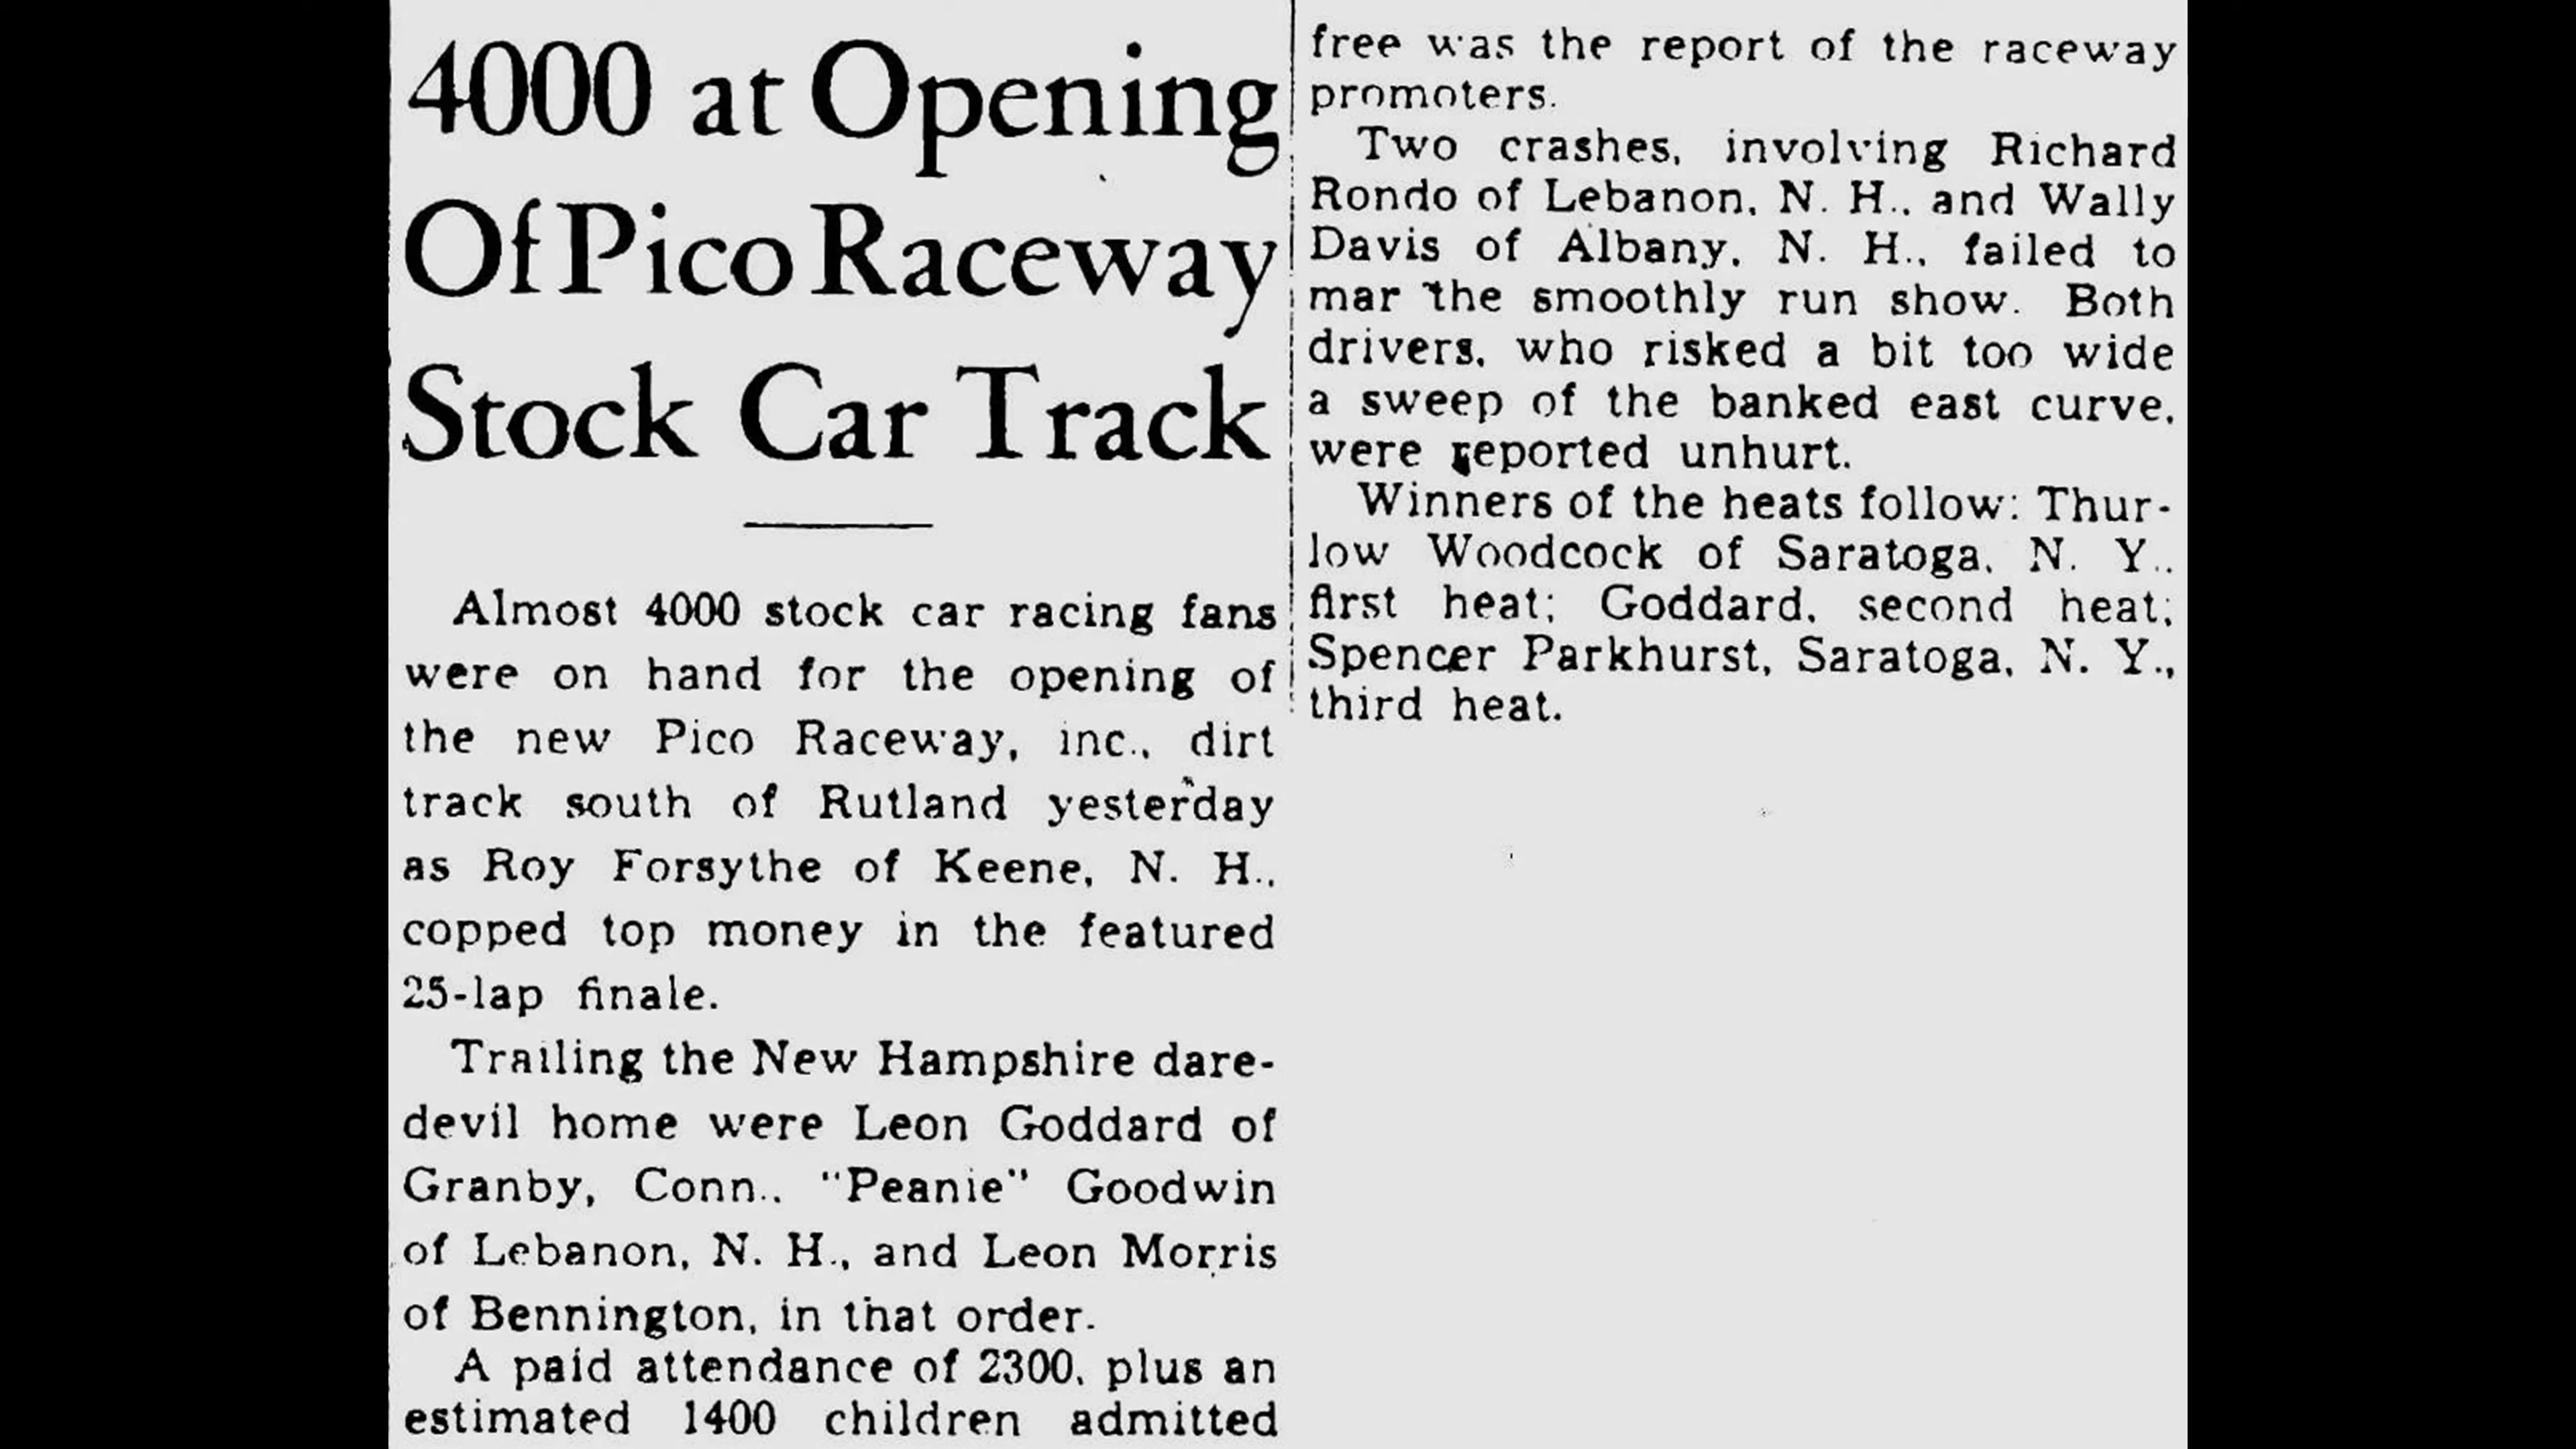 4000 at Opening
Of Pico Raceway
Stock Car Track
Almost 4000 stock car racing fans
were on hand for the opening of
the new Pico Raceway, inc., dirt
track south of Rutland yesterday
as Roy Forsythe of Keene, N. H.,
copped top money in the featured
25-lap finale.
Trailing the New Hampshire dare-
devil home were Leon Goddard of
Granby, Conn., "Peanie" Goodwin
of Lebanon, N. H., and Leon Morris
of Bennington, in that order.
A paid attendance of 2300, plus an
estimated 1400 children admitted
free was the report of the raceway
promoters.
Two crashes, involving Richard
Rondo of Lebanon, N. H., and Wally
Davis of Albany, N. H., failed to
mar the smoothly run show. Both
drivers, who risked a bit too wide
a sweep of the banked east curve,
were reported unhurt.
Winners of the heats follow: Thur-
low Woodcock of Saratoga, N. Y.,
first heat; Goddard, second heat;
Spencer Parkhurst, Saratoga, N. Y.,
third heat.